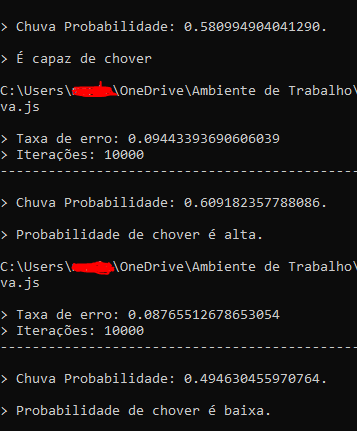 > Chuva Probabilidade: 0.580994904041290.
> É capaz de chover
C:\Users\ \OneDrive\Ambiente de Trabalho\
va.js
> Taxa de erro: 0.09443393690606039
> Iterações: 10000
--------------------------------------------------
> Chuva Probabilidade: 0.609182357788086.
> Probabilidade de chover é alta.
C:\Users\ \OneDrive\Ambiente de Trabalho\
va.js
> Taxa de erro: 0.08765512678653054
> Iterações: 10000
--------------------------------------------------
> Chuva Probabilidade: 0.494630455970764.
> Probabilidade de chover é baixa.